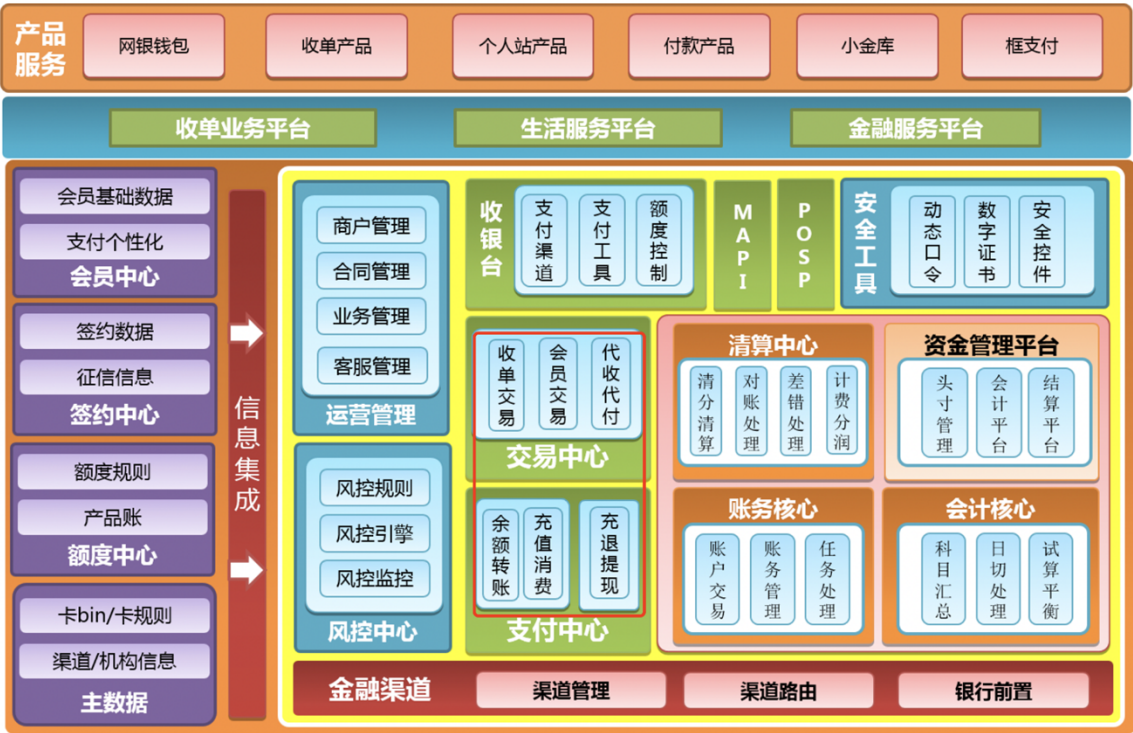 产品
服务
网银钱包
收单产品
个人站产品
付款产品
小金库
框支付
收单业务平台
生活服务平台
金融服务平台
会员基础数据
支付个性化
会员中心
签约数据
征信信息
签约中心
额度规则
产品账
额度中心
卡bin/卡规则
渠道/机构信息
主数据
信息集成
商户管理
合同管理
业务管理
客服管理
运营管理
风控规则
风控引擎
风控监控
风控中心
收银台
支付渠道
支付工具
额度控制
MAPI
POSP
安全工具
动态口令
数字证书
安全控件
收单交易
会员交易
代收代付
交易中心
余额转账
充值消费
充退提现
支付中心
清算中心
清分清算
对账处理
差错处理
计费分润
资金管理平台
头寸管理
会计平台
结算平台
账务核心
账户交易
账务管理
任务处理
会计核心
科目汇总
日切处理
试算平衡
金融渠道
渠道管理
渠道路由
银行前置